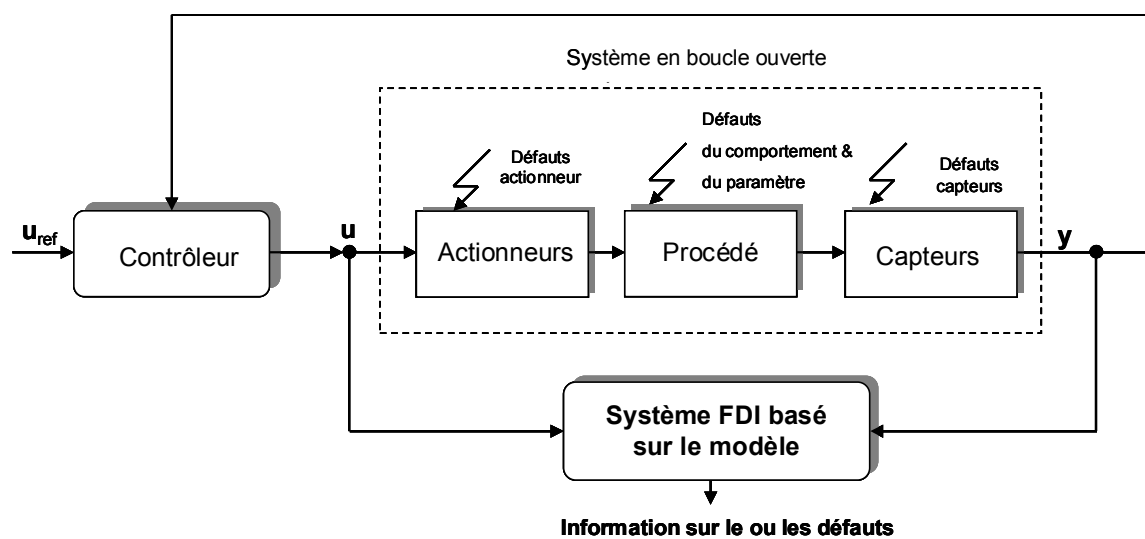 Système en boucle ouverte
Défauts
du comportement &
du paramètre
Défauts
actionneur
Défauts
capteurs
u_ref
Contrôleur
u
Actionneurs
Procédé
Capteurs
y
Système FDI basé
sur le modèle
Information sur le ou les défauts